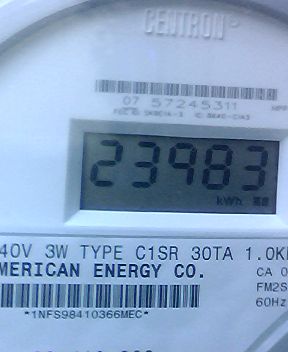 CENTRON
07 57245311
23983
kWh
40V 3W TYPE C1SR 30TA 1.0K
MERICAN ENERGY CO.
CA 0
FM2S
60Hz
*1NFS98410366MEC*